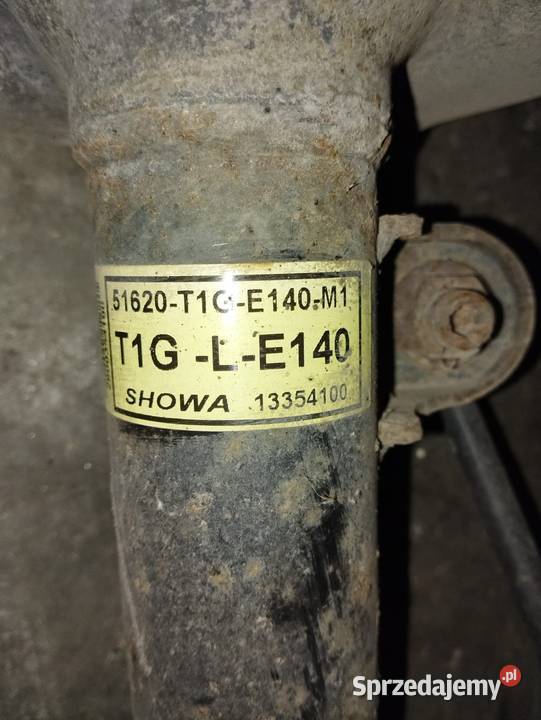 51620-T1G-E140-M1
T1G -L-E140
SHOWA 13354100
Sprzedajemy.pl